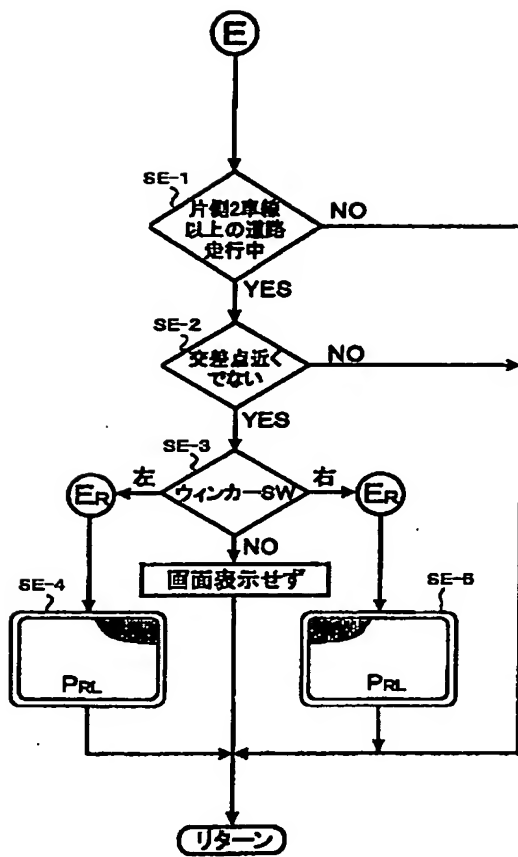 E
SE-1
片側2車線
以上の道路
走行中
NO
YES
SE-2
交差点近く
でない
NO
YES
SE-3
左
ウィンカーSW
右
ER
ER
NO
SE-4
画面表示せず
SE-5
PRL
PRL
リターン